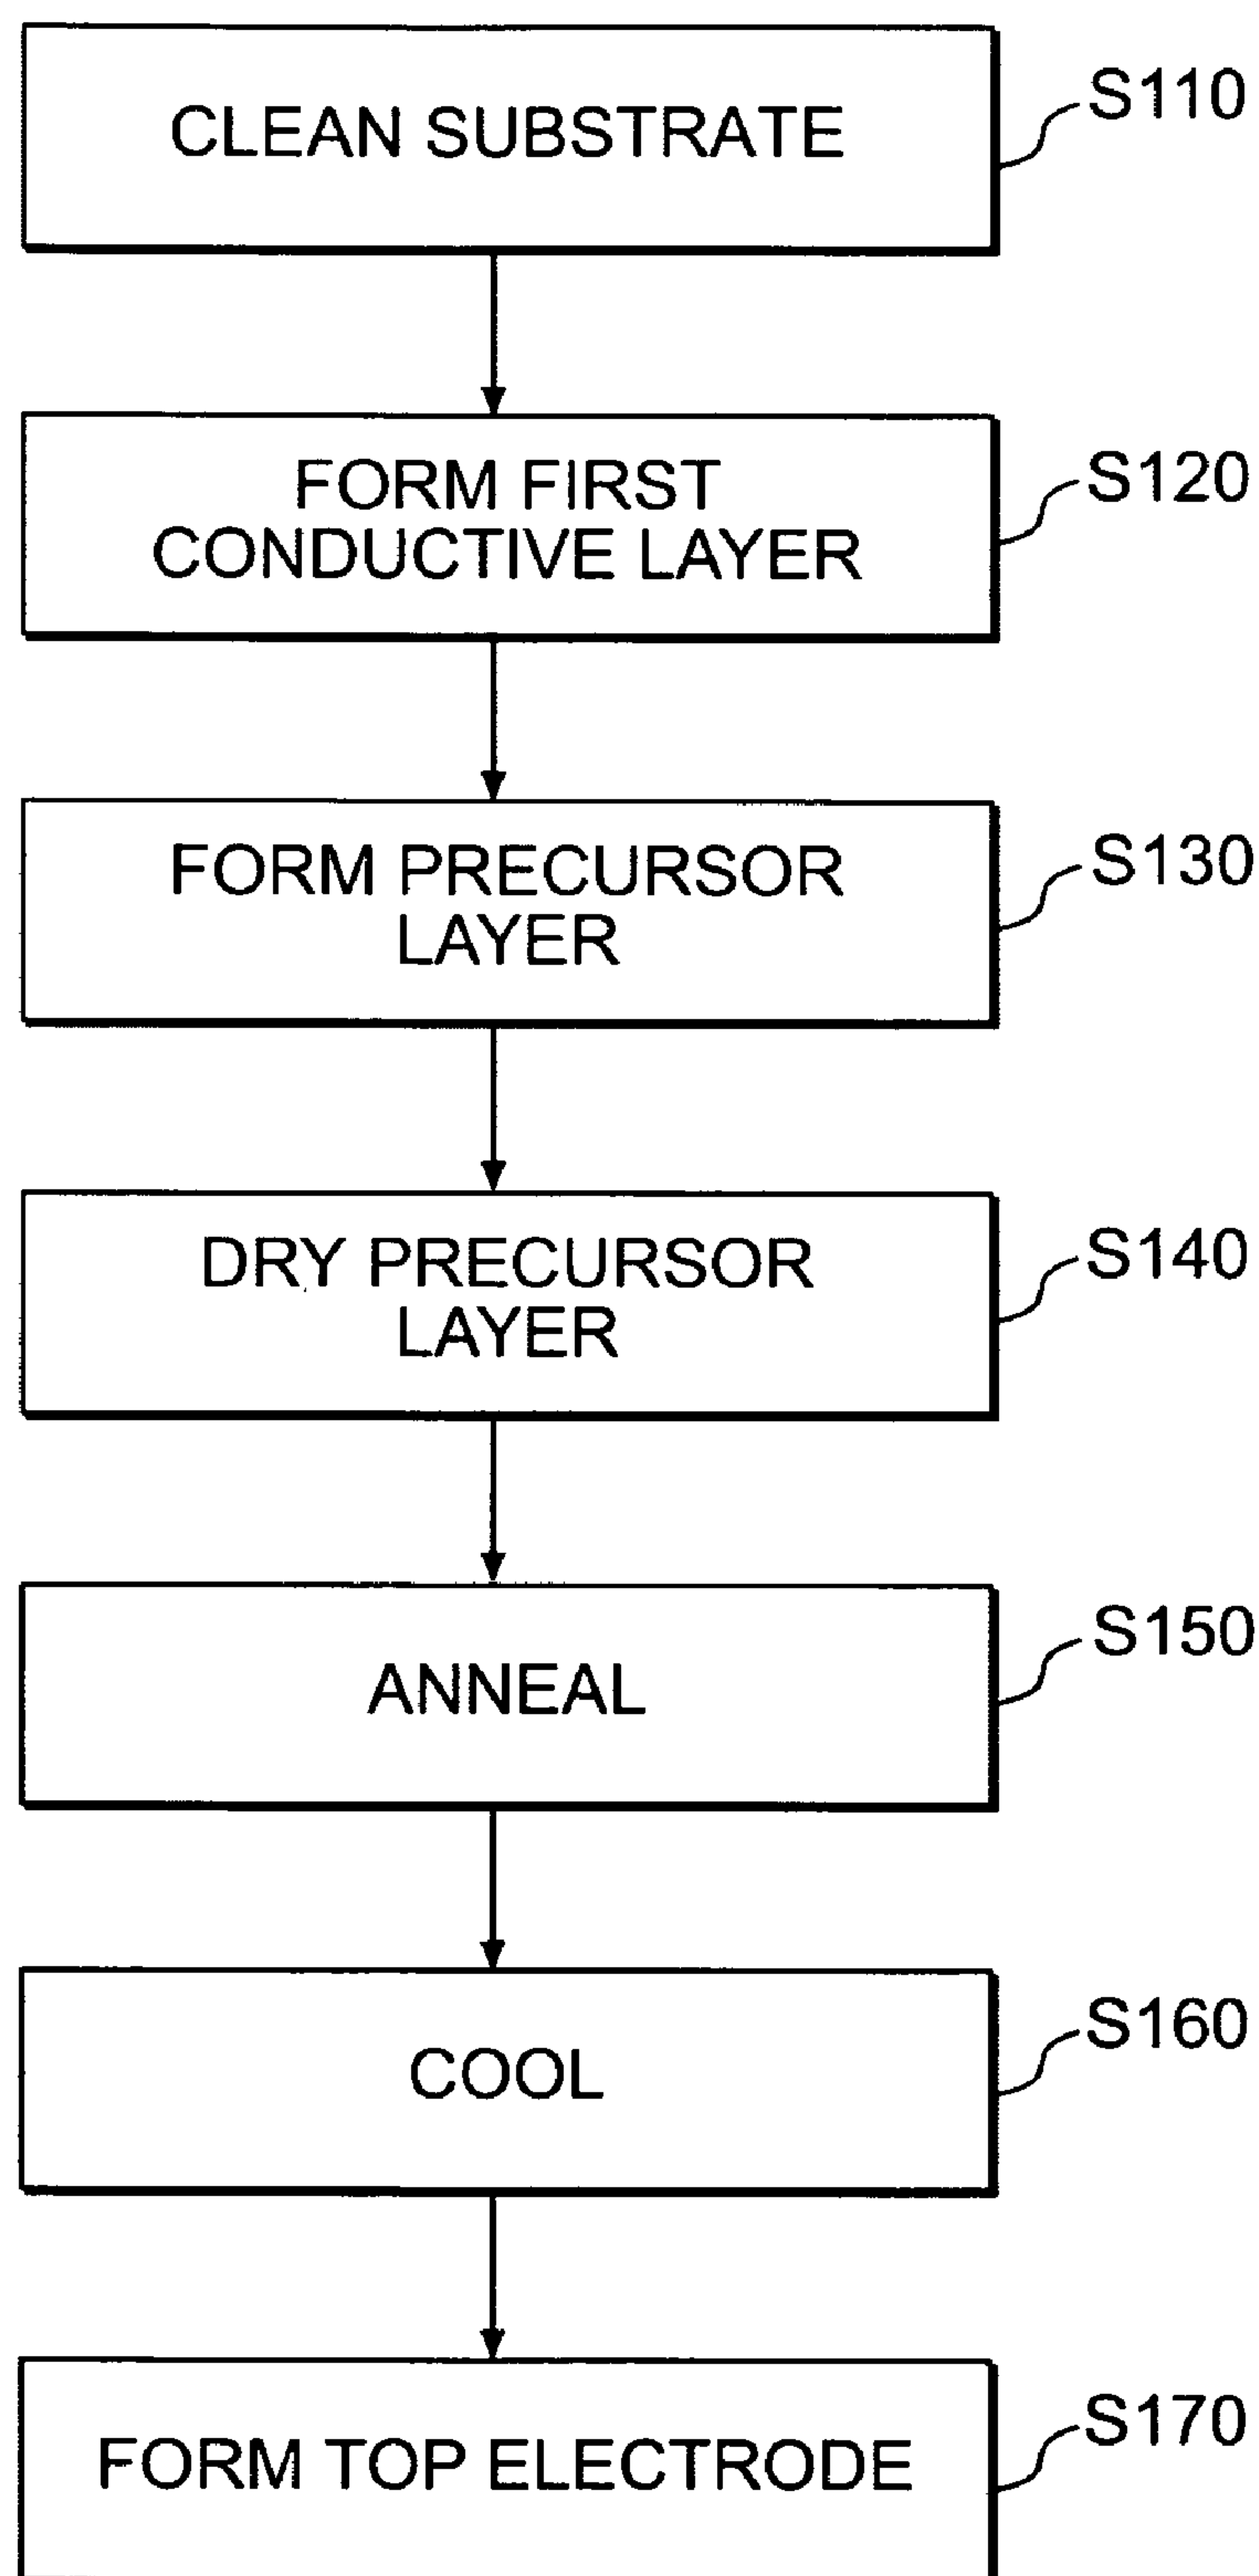 CLEAN SUBSTRATE
S110
FORM FIRST
CONDUCTIVE LAYER
S120
FORM PRECURSOR
LAYER
S130
DRY PRECURSOR
LAYER
S140
ANNEAL
S150
COOL
S160
FORM TOP ELECTRODE
S170